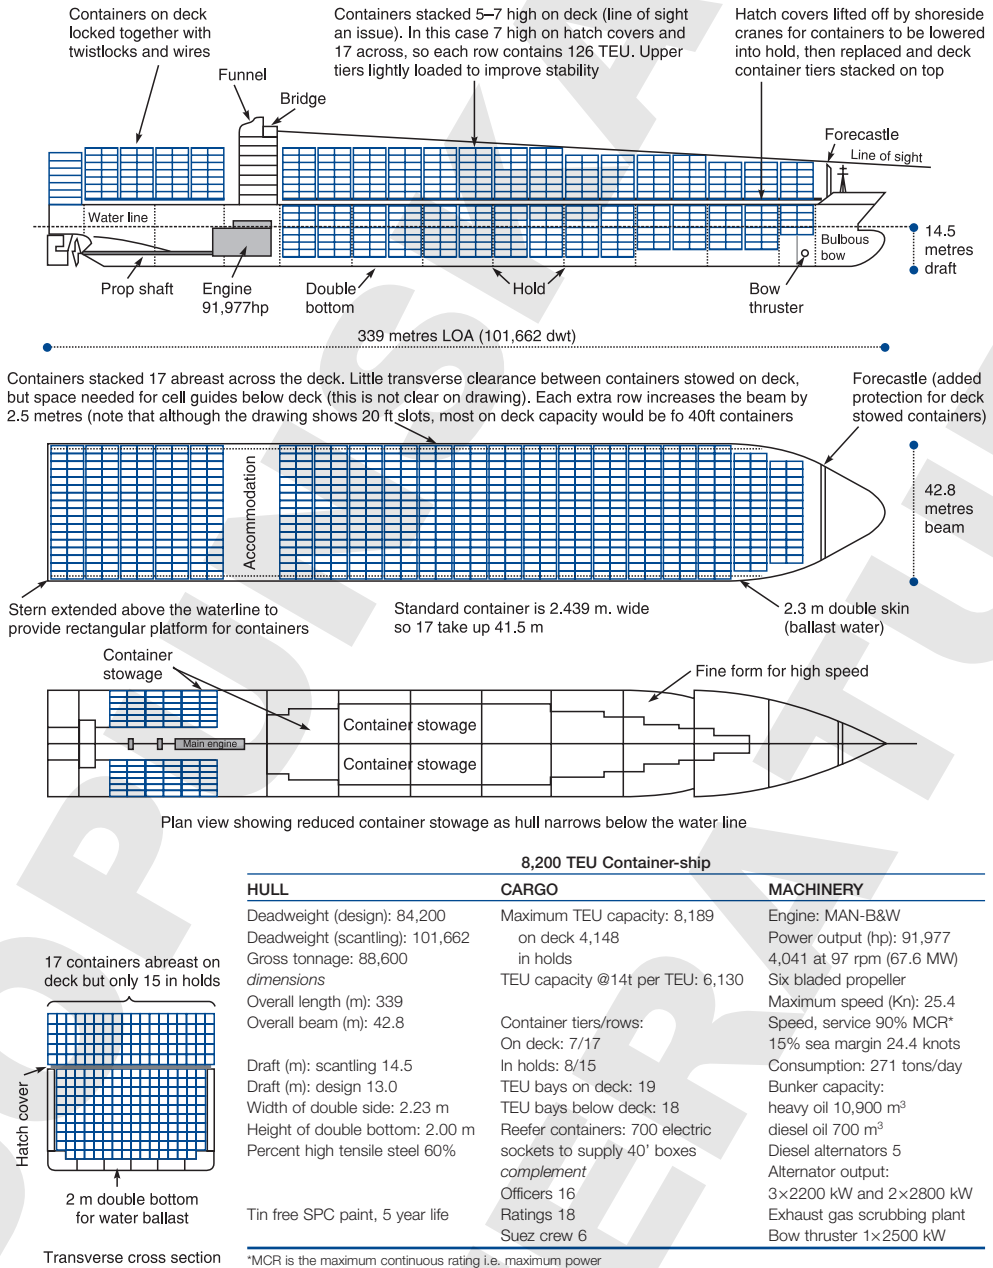 Containers on deck
locked together with
twistlocks and wires
Containers stacked 5–7 high on deck (line of sight
an issue). In this case 7 high on hatch covers and
17 across, so each row contains 126 TEU. Upper
tiers lightly loaded to improve stability
Hatch covers lifted off by shoreside
cranes for containers to be lowered
into hold, then replaced and deck
container tiers stacked on top
Funnel
Bridge
Forecastle
Line of sight
Water line
14.5
metres
draft
Bulbous
bow
Prop shaft
Engine
91,977hp
Double
bottom
Hold
Bow
thruster
339 metres LOA (101,662 dwt)
Containers stacked 17 abreast across the deck. Little transverse clearance between containers stowed on deck,
but space needed for cell guides below deck (this is not clear on drawing). Each extra row increases the beam by
2.5 metres (note that although the drawing shows 20 ft slots, most on deck capacity would be fo 40ft containers
Forecastle (added
protection for deck
stowed containers)
Accommodation
42.8
metres
beam
Stern extended above the waterline to
provide rectangular platform for containers
Standard container is 2.439 m. wide
so 17 take up 41.5 m
2.3 m double skin
(ballast water)
Container
stowage
Fine form for high speed
Container stowage
Main engine
Container stowage
Plan view showing reduced container stowage as hull narrows below the water line
8,200 TEU Container-ship
HULL
Deadweight (design): 84,200
Deadweight (scantling): 101,662
Gross tonnage: 88,600
dimensions
Overall length (m): 339
Overall beam (m): 42.8
Draft (m): scantling 14.5
Draft (m): design 13.0
Width of double side: 2.23 m
Height of double bottom: 2.00 m
Percent high tensile steel 60%
Tin free SPC paint, 5 year life
CARGO
Maximum TEU capacity: 8,189
on deck 4,148
in holds
TEU capacity @14t per TEU: 6,130
Container tiers/rows:
On deck: 7/17
In holds: 8/15
TEU bays on deck: 19
TEU bays below deck: 18
Reefer containers: 700 electric
sockets to supply 40' boxes
complement
Officers 16
Ratings 18
Suez crew 6
MACHINERY
Engine: MAN-B&W
Power output (hp): 91,977
4,041 at 97 rpm (67.6 MW)
Six bladed propeller
Maximum speed (Kn): 25.4
Speed, service 90% MCR*
15% sea margin 24.4 knots
Consumption: 271 tons/day
Bunker capacity:
heavy oil 10,900 m³
diesel oil 700 m³
Diesel alternators 5
Alternator output:
3×2200 kW and 2×2800 kW
Exhaust gas scrubbing plant
Bow thruster 1×2500 kW
*MCR is the maximum continuous rating i.e. maximum power
17 containers abreast on
deck but only 15 in holds
Hatch cover
2 m double bottom
for water ballast
Transverse cross section